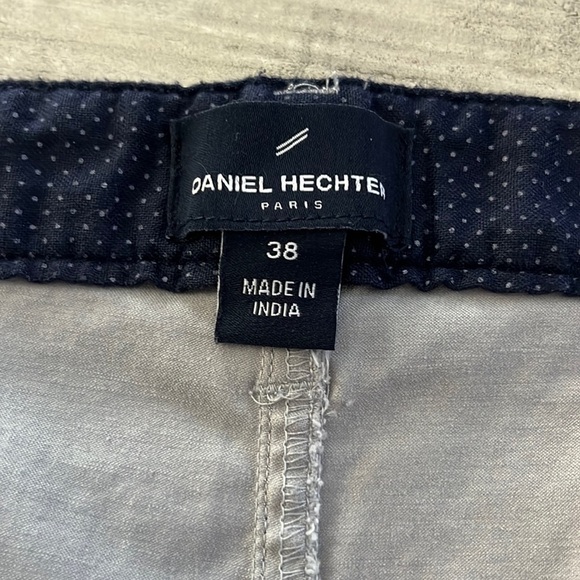 DANIEL HECHTER
PARIS
38
MADE IN
INDIA